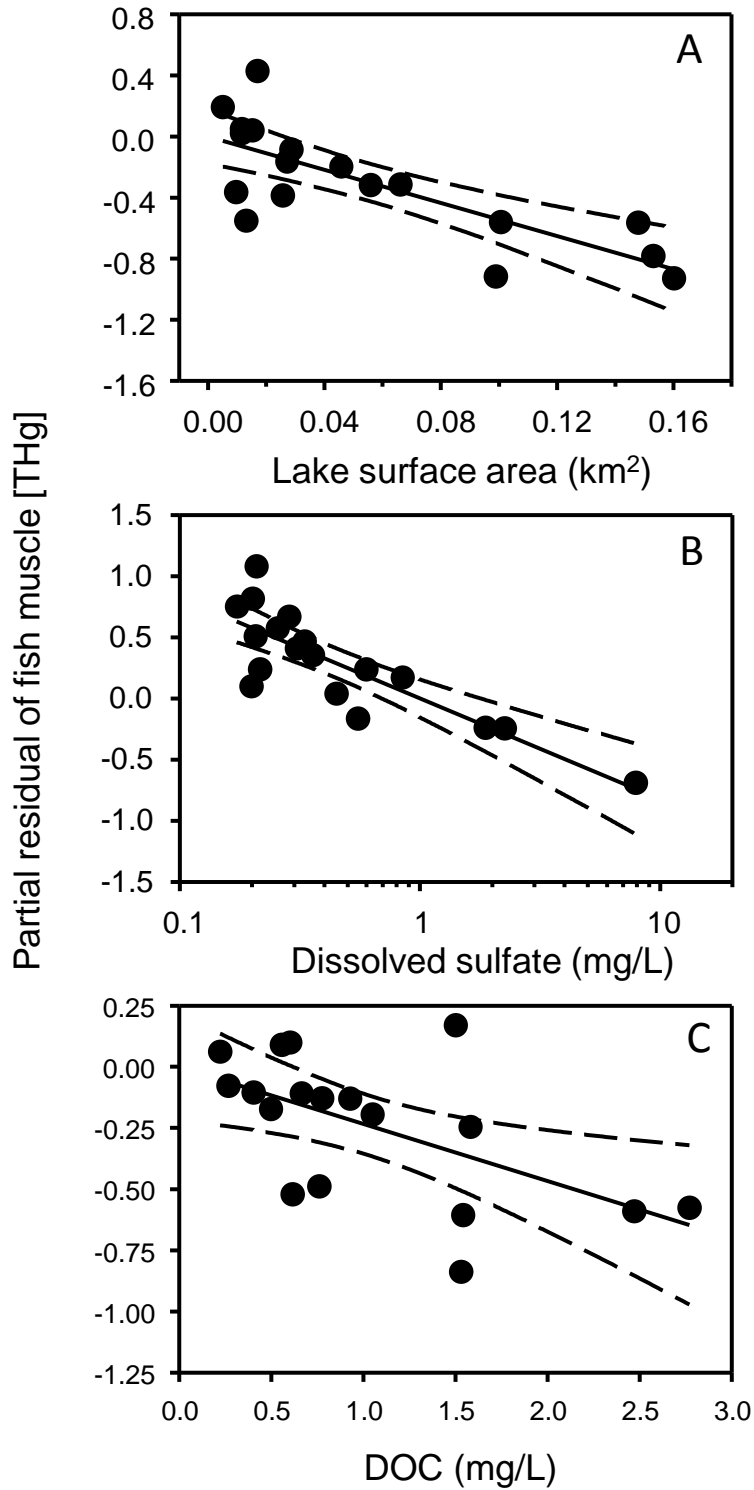 Partial residual of fish muscle [THg]
A
0.8
0.4
0.0
-0.4
-0.8
-1.2
-1.6
0.00 0.04 0.08 0.12 0.16
Lake surface area (km²)
B
1.5
1.0
0.5
0.0
-0.5
-1.0
-1.5
0.1 1 10
Dissolved sulfate (mg/L)
C
0.25
0.00
-0.25
-0.50
-0.75
-1.00
-1.25
0.0 0.5 1.0 1.5 2.0 2.5 3.0
DOC (mg/L)